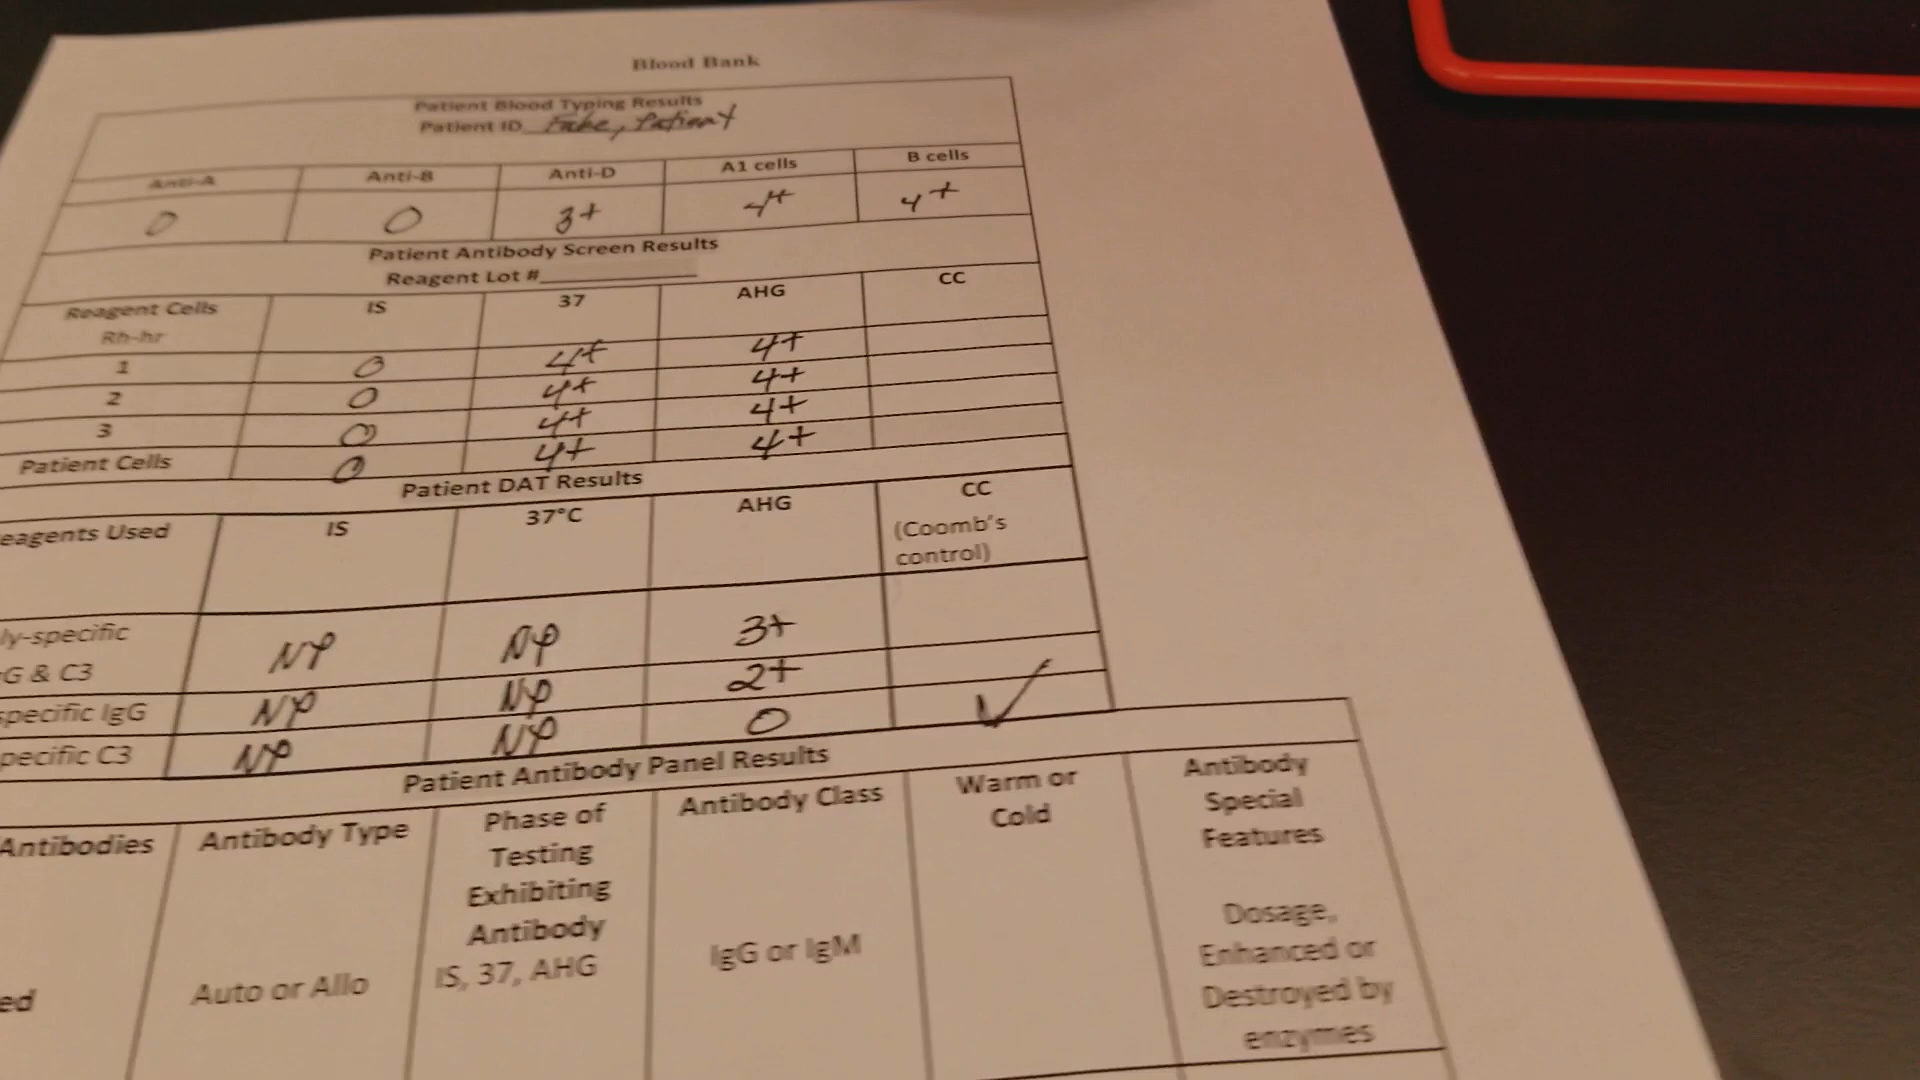 Blood Bank
Patient Blood Typing Results
Patient ID Fake, Patient
Anti-A Anti-B Anti-D A1 cells B cells
0 0 3+ 4+ 4+
Patient Antibody Screen Results
Reagent Lot #
Reagent Cells IS 37 AHG CC
Rh-hr
1 0 4+ 4+
2 0 4+ 4+
3 0 4+ 4+
Patient Cells 0 4+ 4+
Patient DAT Results
eagents Used IS 37°C AHG CC
(Coomb's
control)
ly-specific NP NP 3+
G & C3
specific IgG NP NP 2+
pecific C3 NP NP 0 ✓
Patient Antibody Panel Results
Antibodies Antibody Type Phase of Antibody Class Warm or Antibody
Testing Cold Special
Exhibiting Features
Antibody
ed Auto or Allo IS, 37, AHG IgG or IgM Dosage,
Enhanced or
Destroyed by
enzymes